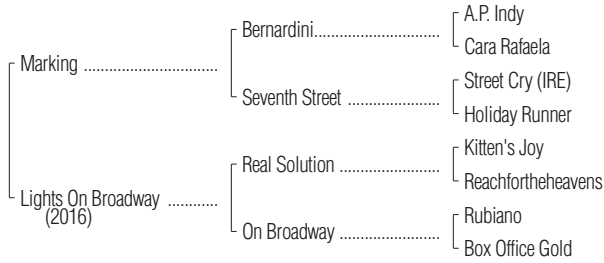 A.P. Indy
Bernardini
Cara Rafaela
Marking
Street Cry (IRE)
Seventh Street
Holiday Runner
Kitten's Joy
Real Solution
Reachfortheheavens
Lights On Broadway
(2016)
Rubiano
On Broadway
Box Office Gold